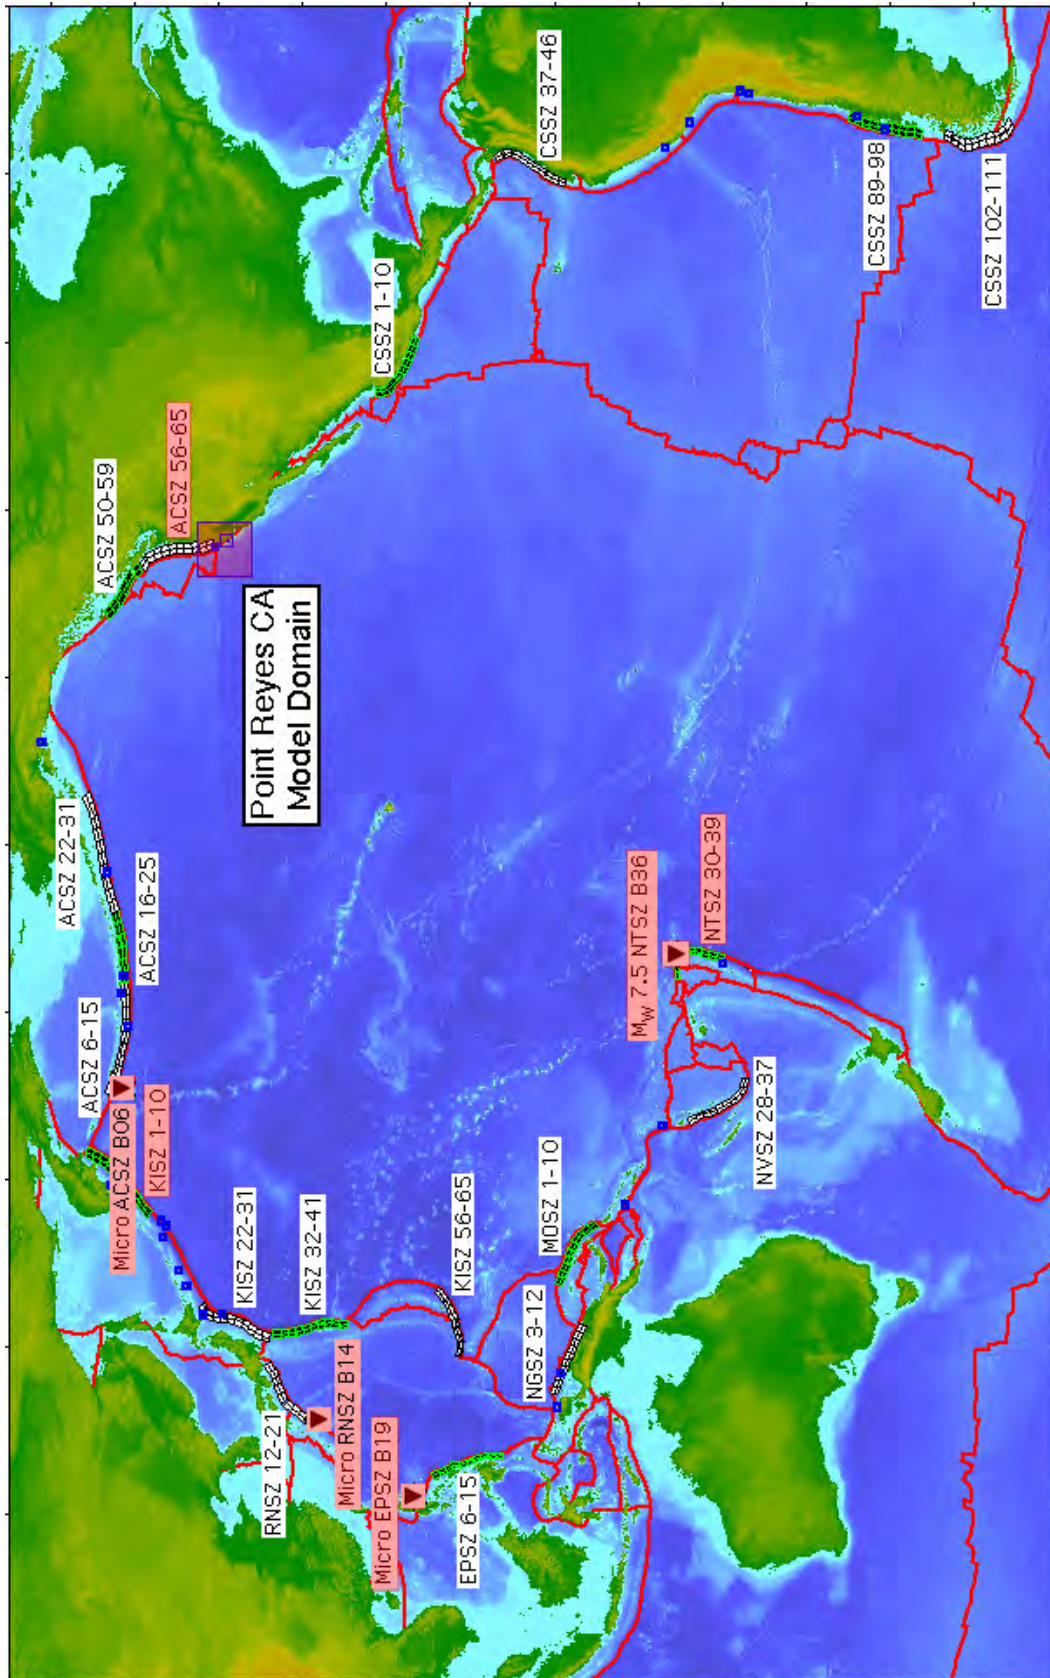 ACSZ 50-59
ACSZ 56-65
CSSZ 1-10
CSSZ 37-46
CSSZ 89-98
CSSZ 102-111
Point Reyes CA
Model Domain
ACSZ 22-31
ACSZ 16-25
ACSZ 6-15
Micro ACSZ B06
KISZ 1-10
KISZ 22-31
KISZ 32-41
KISZ 56-65
RNSZ 12-21
Micro RNSZ B14
Micro EPSZ B19
EPSZ 6-15
NGSZ 3-12
MOSZ 1-10
MW 7.5 NTSZ B36
NTSZ 30-39
NVSZ 28-37